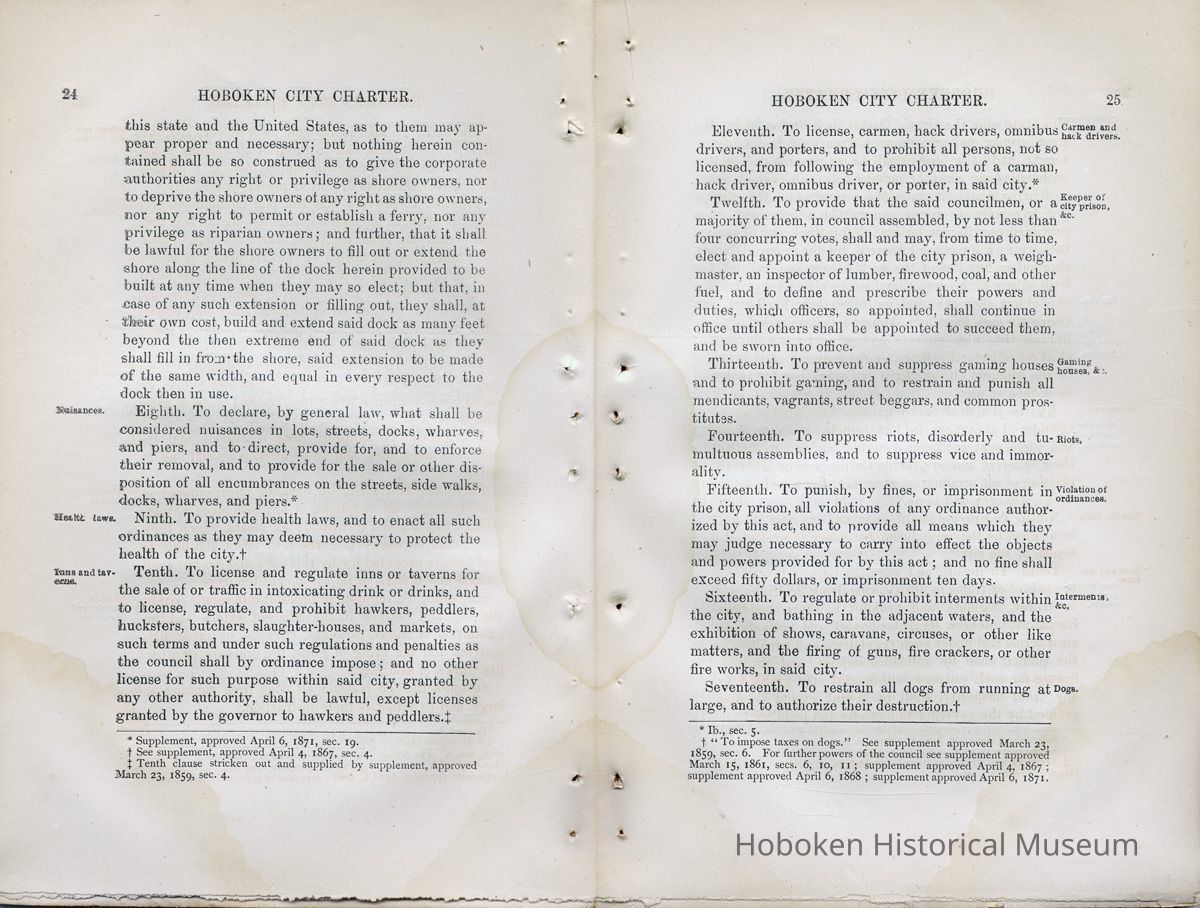 24
HOBOKEN CITY CHARTER.
this state and the United States, as to them may ap-
pear proper and necessary; but nothing herein con-
tained shall be so construed as to give the corporate
authorities any right or privilege as shore owners, nor
to deprive the shore owners of any right as shore owners,
nor any right to permit or establish a ferry, nor any
privilege as riparian owners; and further, that it shall
be lawful for the shore owners to fill out or extend the
shore along the line of the dock herein provided to be
built at any time when they may so elect; but that, in
case of any such extension or filling out, they shall, at
their own cost, build and extend said dock as many feet
beyond the then extreme end of said dock as they
shall fill in from the shore, said extension to be made
of the same width, and equal in every respect to the
dock then in use.
Nuisances.
Eighth. To declare, by general law, what shall be
considered nuisances in lots, streets, docks, wharves,
and piers, and to direct, provide for, and to enforce
their removal, and to provide for the sale or other dis-
position of all encumbrances on the streets, side walks,
docks, wharves, and piers.*
Health laws.
Ninth. To provide health laws, and to enact all such
ordinances as they may deem necessary to protect the
health of the city.†
Inns and tav-
erns.
Tenth. To license and regulate inns or taverns for
the sale of or traffic in intoxicating drink or drinks, and
to license, regulate, and prohibit hawkers, peddlers,
hucksters, butchers, slaughter-houses, and markets, on
such terms and under such regulations and penalties as
the council shall by ordinance impose; and no other
license for such purpose within said city, granted by
any other authority, shall be lawful, except licenses
granted by the governor to hawkers and peddlers.‡
* Supplement, approved April 6, 1871, sec. 19.
† See supplement, approved April 4, 1867, sec. 4.
‡ Tenth clause stricken out and supplied by supplement, approved
March 23, 1859, sec. 4.
HOBOKEN CITY CHARTER.
25
Eleventh. To license, carmen, hack drivers, omnibus
drivers, and porters, and to prohibit all persons, not so
licensed, from following the employment of a carman,
hack driver, omnibus driver, or porter, in said city.*
Carmen and
hack drivers.
Twelfth. To provide that the said councilmen, or a
majority of them, in council assembled, by not less than
four concurring votes, shall and may, from time to time,
elect and appoint a keeper of the city prison, a weigh-
master, an inspector of lumber, firewood, coal, and other
fuel, and to define and prescribe their powers and
duties, which officers, so appointed, shall continue in
office until others shall be appointed to succeed them,
and be sworn into office.
Keeper of
city prison,
&c.
Thirteenth. To prevent and suppress gaming houses
and to prohibit gaming, and to restrain and punish all
mendicants, vagrants, street beggars, and common pros-
titutes.
Gaming
houses, &c.
Fourteenth. To suppress riots, disorderly and tu-
multuous assemblies, and to suppress vice and immor-
ality.
Riots,
Fifteenth. To punish, by fines, or imprisonment in
the city prison, all violations of any ordinance author-
ized by this act, and to provide all means which they
may judge necessary to carry into effect the objects
and powers provided for by this act; and no fine shall
exceed fifty dollars, or imprisonment ten days.
Violation of
ordinances.
Sixteenth. To regulate or prohibit interments within
the city, and bathing in the adjacent waters, and the
exhibition of shows, caravans, circuses, or other like
matters, and the firing of guns, fire crackers, or other
fire works, in said city.
Interments,
&c,
Seventeenth. To restrain all dogs from running at
large, and to authorize their destruction.†
Dogs.
* Ib., sec. 5.
† "To impose taxes on dogs." See supplement approved March 23,
1859, sec. 6. For further powers of the council see supplement approved
March 15, 1861, secs. 6, 10, 11; supplement approved April 4, 1867;
supplement approved April 6, 1868; supplement approved April 6, 1871.
Hoboken Historical Museum